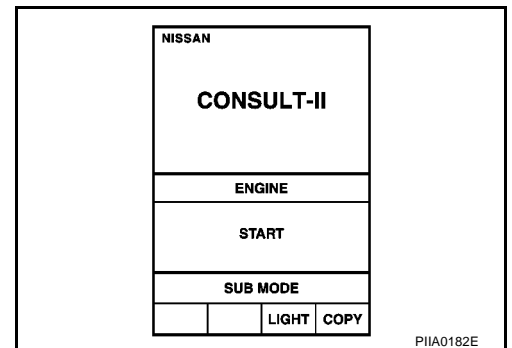 NISSAN
CONSULT-II
ENGINE
START
SUB MODE
LIGHT COPY
PIIA0182E